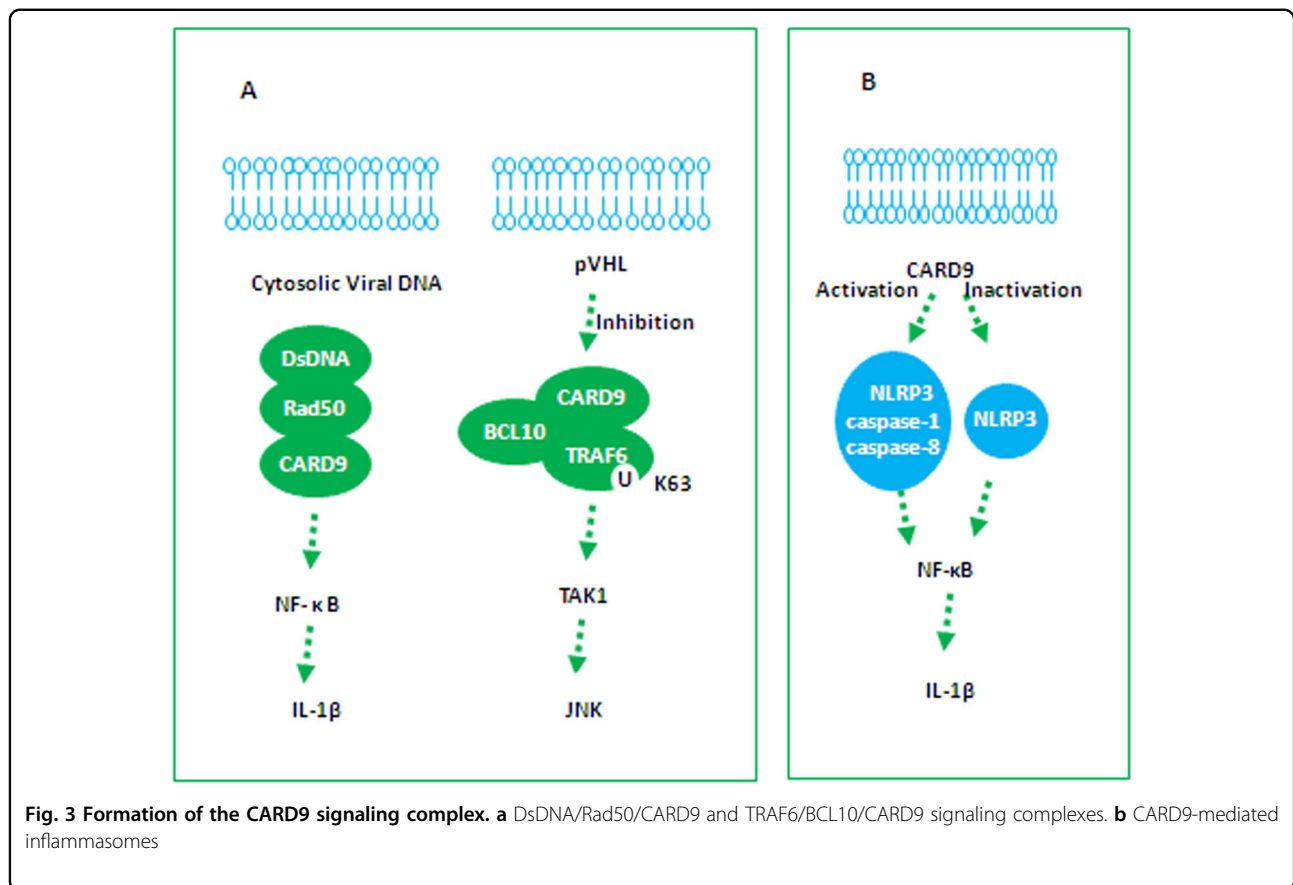 A
Cytosolic Viral DNA
DsDNA
Rad50
CARD9
NF- κ B
IL-1β
pVHL
Inhibition
CARD9
BCL10
TRAF6
U
K63
TAK1
JNK
B
CARD9
Activation
Inactivation
NLRP3
caspase-1
caspase-8
NLRP3
NF-κB
IL-1β
Fig. 3 Formation of the CARD9 signaling complex. a DsDNA/Rad50/CARD9 and TRAF6/BCL10/CARD9 signaling complexes. b CARD9-mediated
inflammasomes